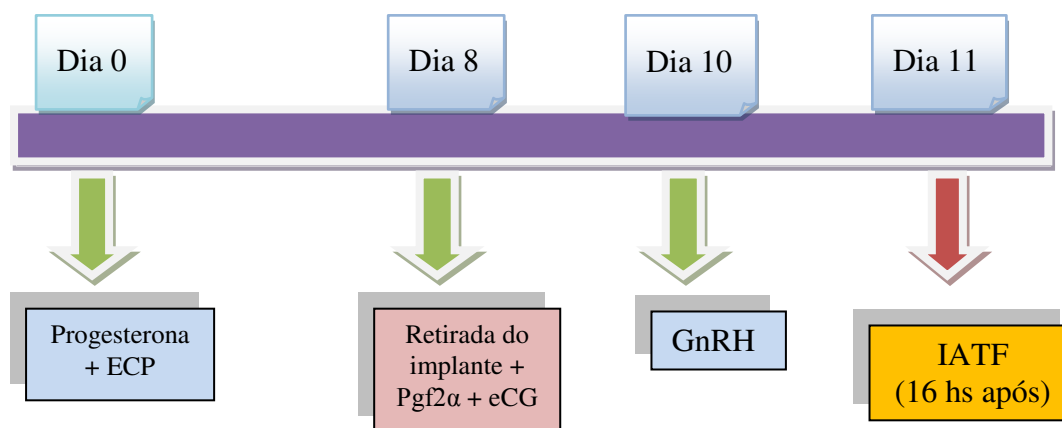 Dia 0
Dia 8
Dia 10
Dia 11
Progesterona
+ ECP
Retirada do
implante +
Pgf2α + eCG
GnRH
IATF
(16 hs após)